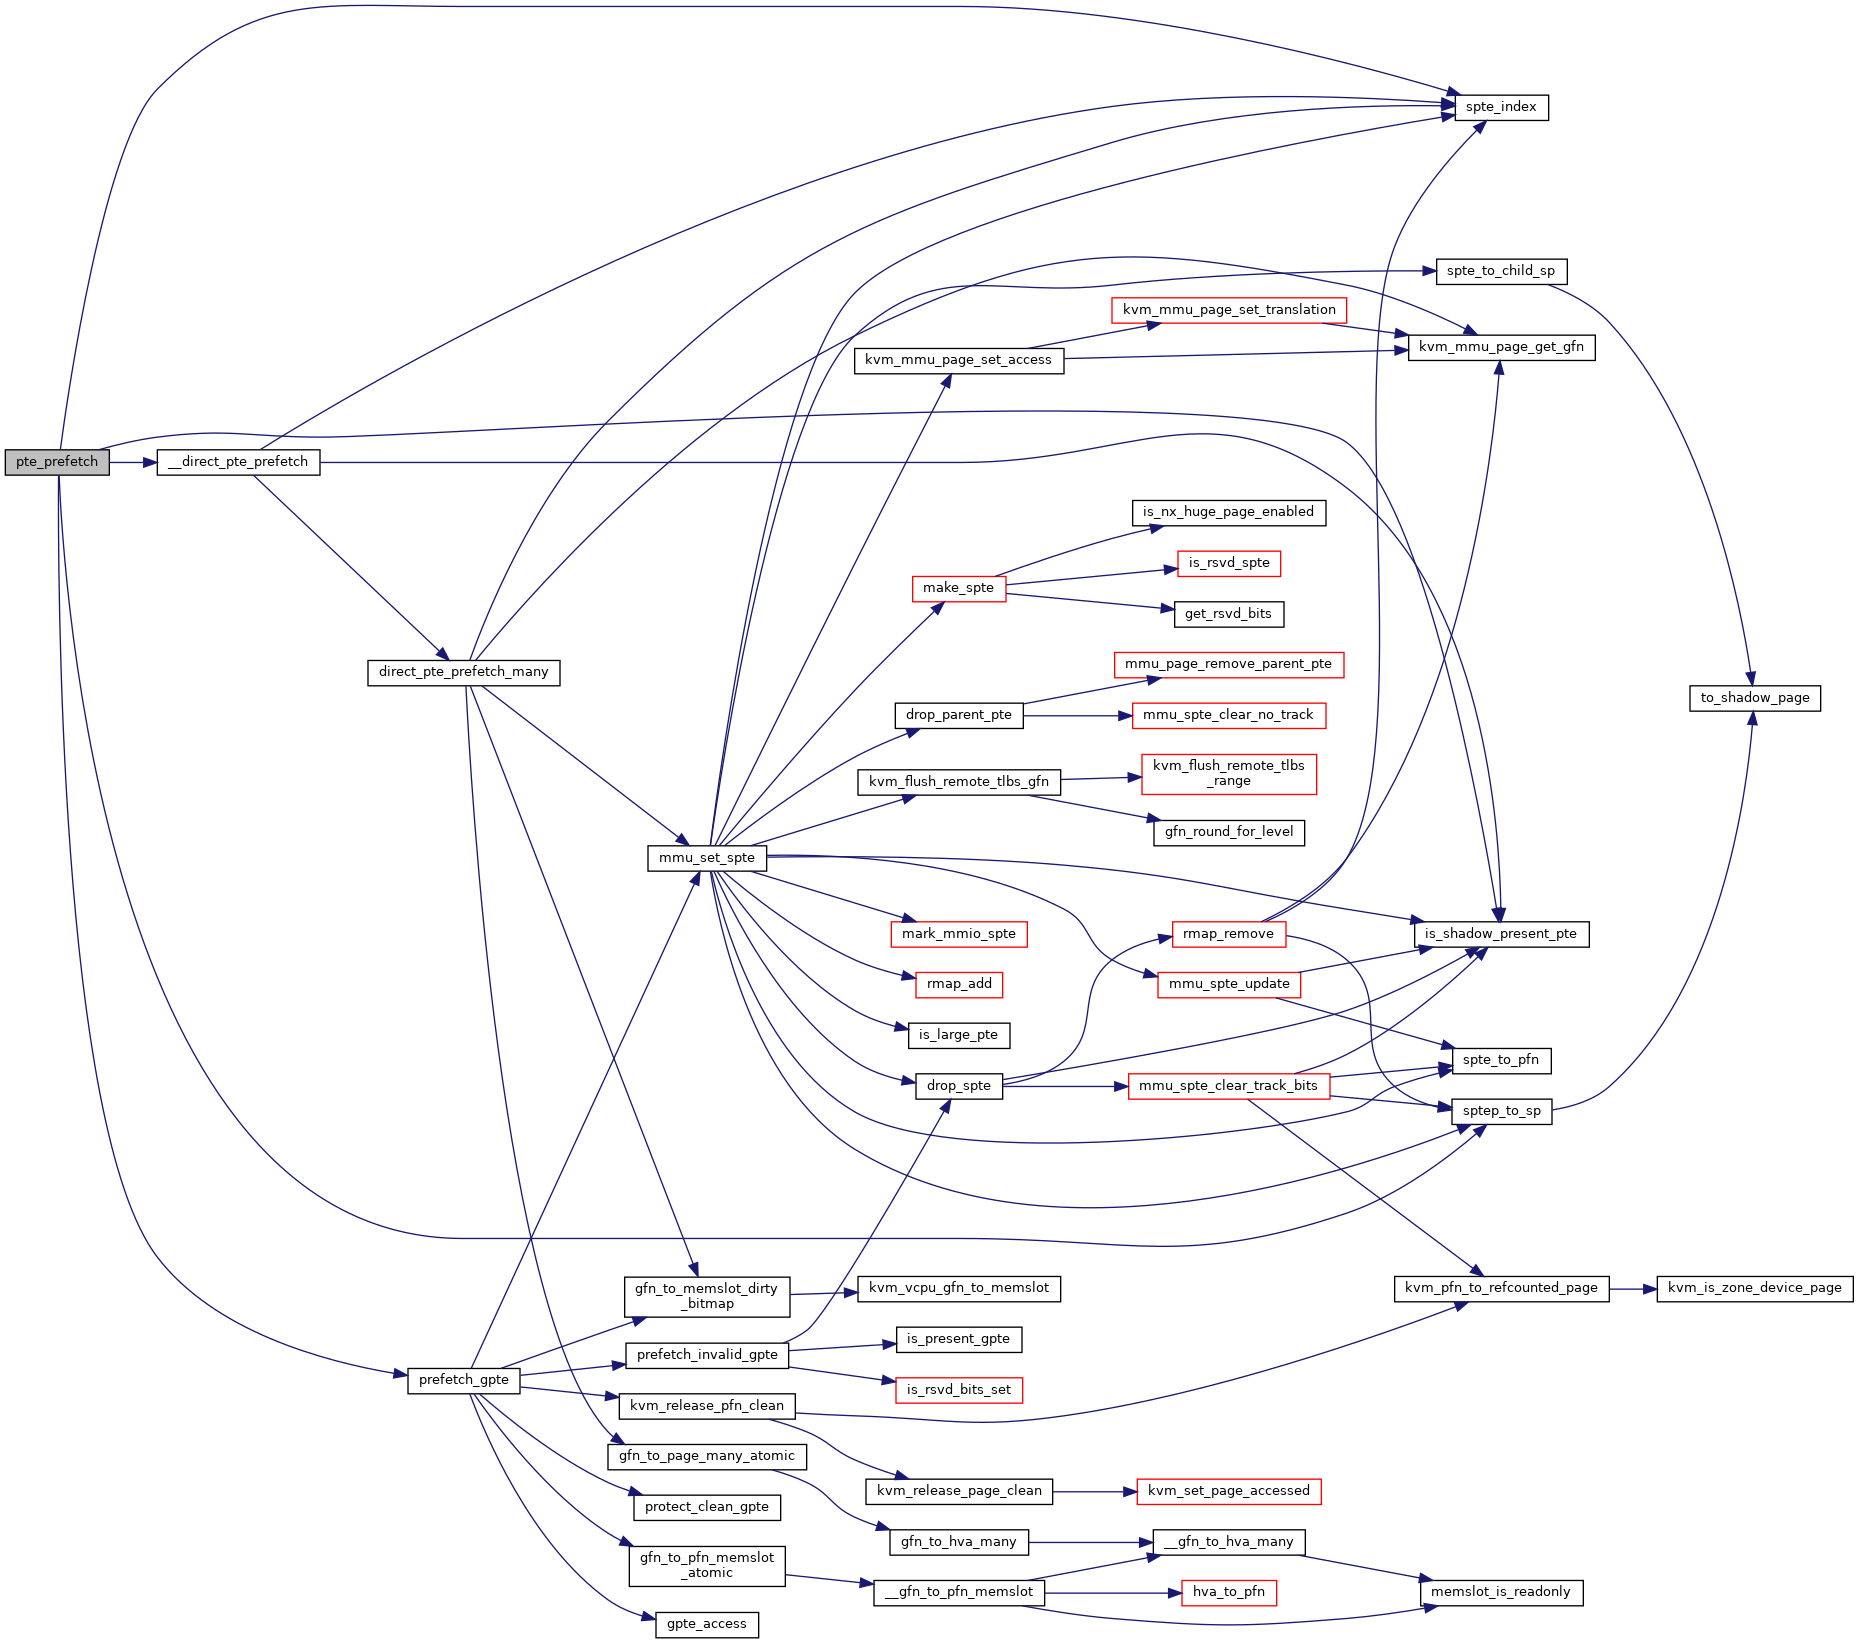 pte_prefetch
__direct_pte_prefetch
direct_pte_prefetch_many
prefetch_gpte
mmu_set_spte
gfn_to_memslot_dirty
_bitmap
prefetch_invalid_gpte
kvm_release_pfn_clean
gfn_to_page_many_atomic
protect_clean_gpte
gfn_to_pfn_memslot
_atomic
gpte_access
kvm_mmu_page_set_access
make_spte
drop_parent_pte
kvm_flush_remote_tlbs_gfn
mark_mmio_spte
rmap_add
is_large_pte
drop_spte
kvm_vcpu_gfn_to_memslot
is_present_gpte
is_rsvd_bits_set
kvm_release_page_clean
gfn_to_hva_many
__gfn_to_pfn_memslot
kvm_mmu_page_set_translation
is_nx_huge_page_enabled
is_rsvd_spte
get_rsvd_bits
mmu_page_remove_parent_pte
mmu_spte_clear_no_track
kvm_flush_remote_tlbs
_range
gfn_round_for_level
rmap_remove
mmu_spte_update
mmu_spte_clear_track_bits
kvm_set_page_accessed
__gfn_to_hva_many
hva_to_pfn
spte_index
spte_to_child_sp
kvm_mmu_page_get_gfn
is_shadow_present_pte
spte_to_pfn
sptep_to_sp
kvm_pfn_to_refcounted_page
memslot_is_readonly
to_shadow_page
kvm_is_zone_device_page